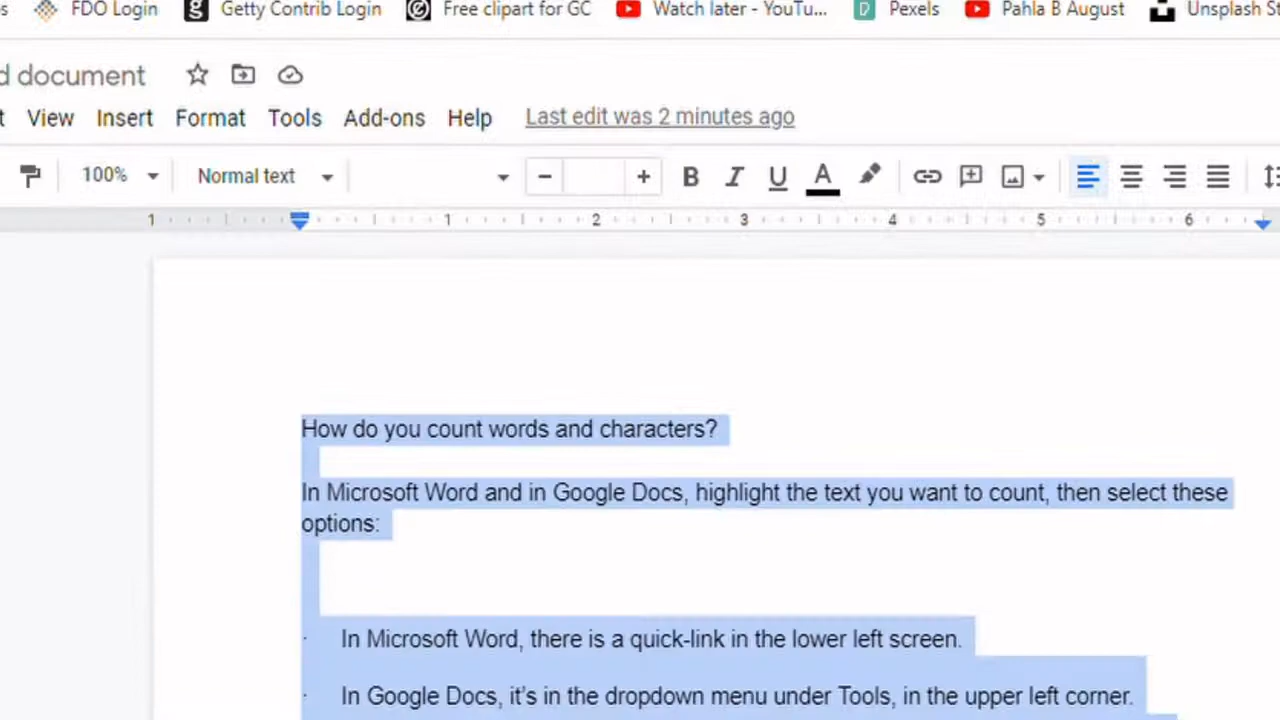 FDO Login Getty Contrib Login Free clipart for GC Watch later - YouTu... Pexels Pahla B August Unsplash St
d document
t View Insert Format Tools Add-ons Help Last edit was 2 minutes ago
100% Normal text − + B I U A
1 1 2 3 4 5 6
How do you count words and characters?
In Microsoft Word and in Google Docs, highlight the text you want to count, then select these
options:
· In Microsoft Word, there is a quick-link in the lower left screen.
· In Google Docs, it's in the dropdown menu under Tools, in the upper left corner.